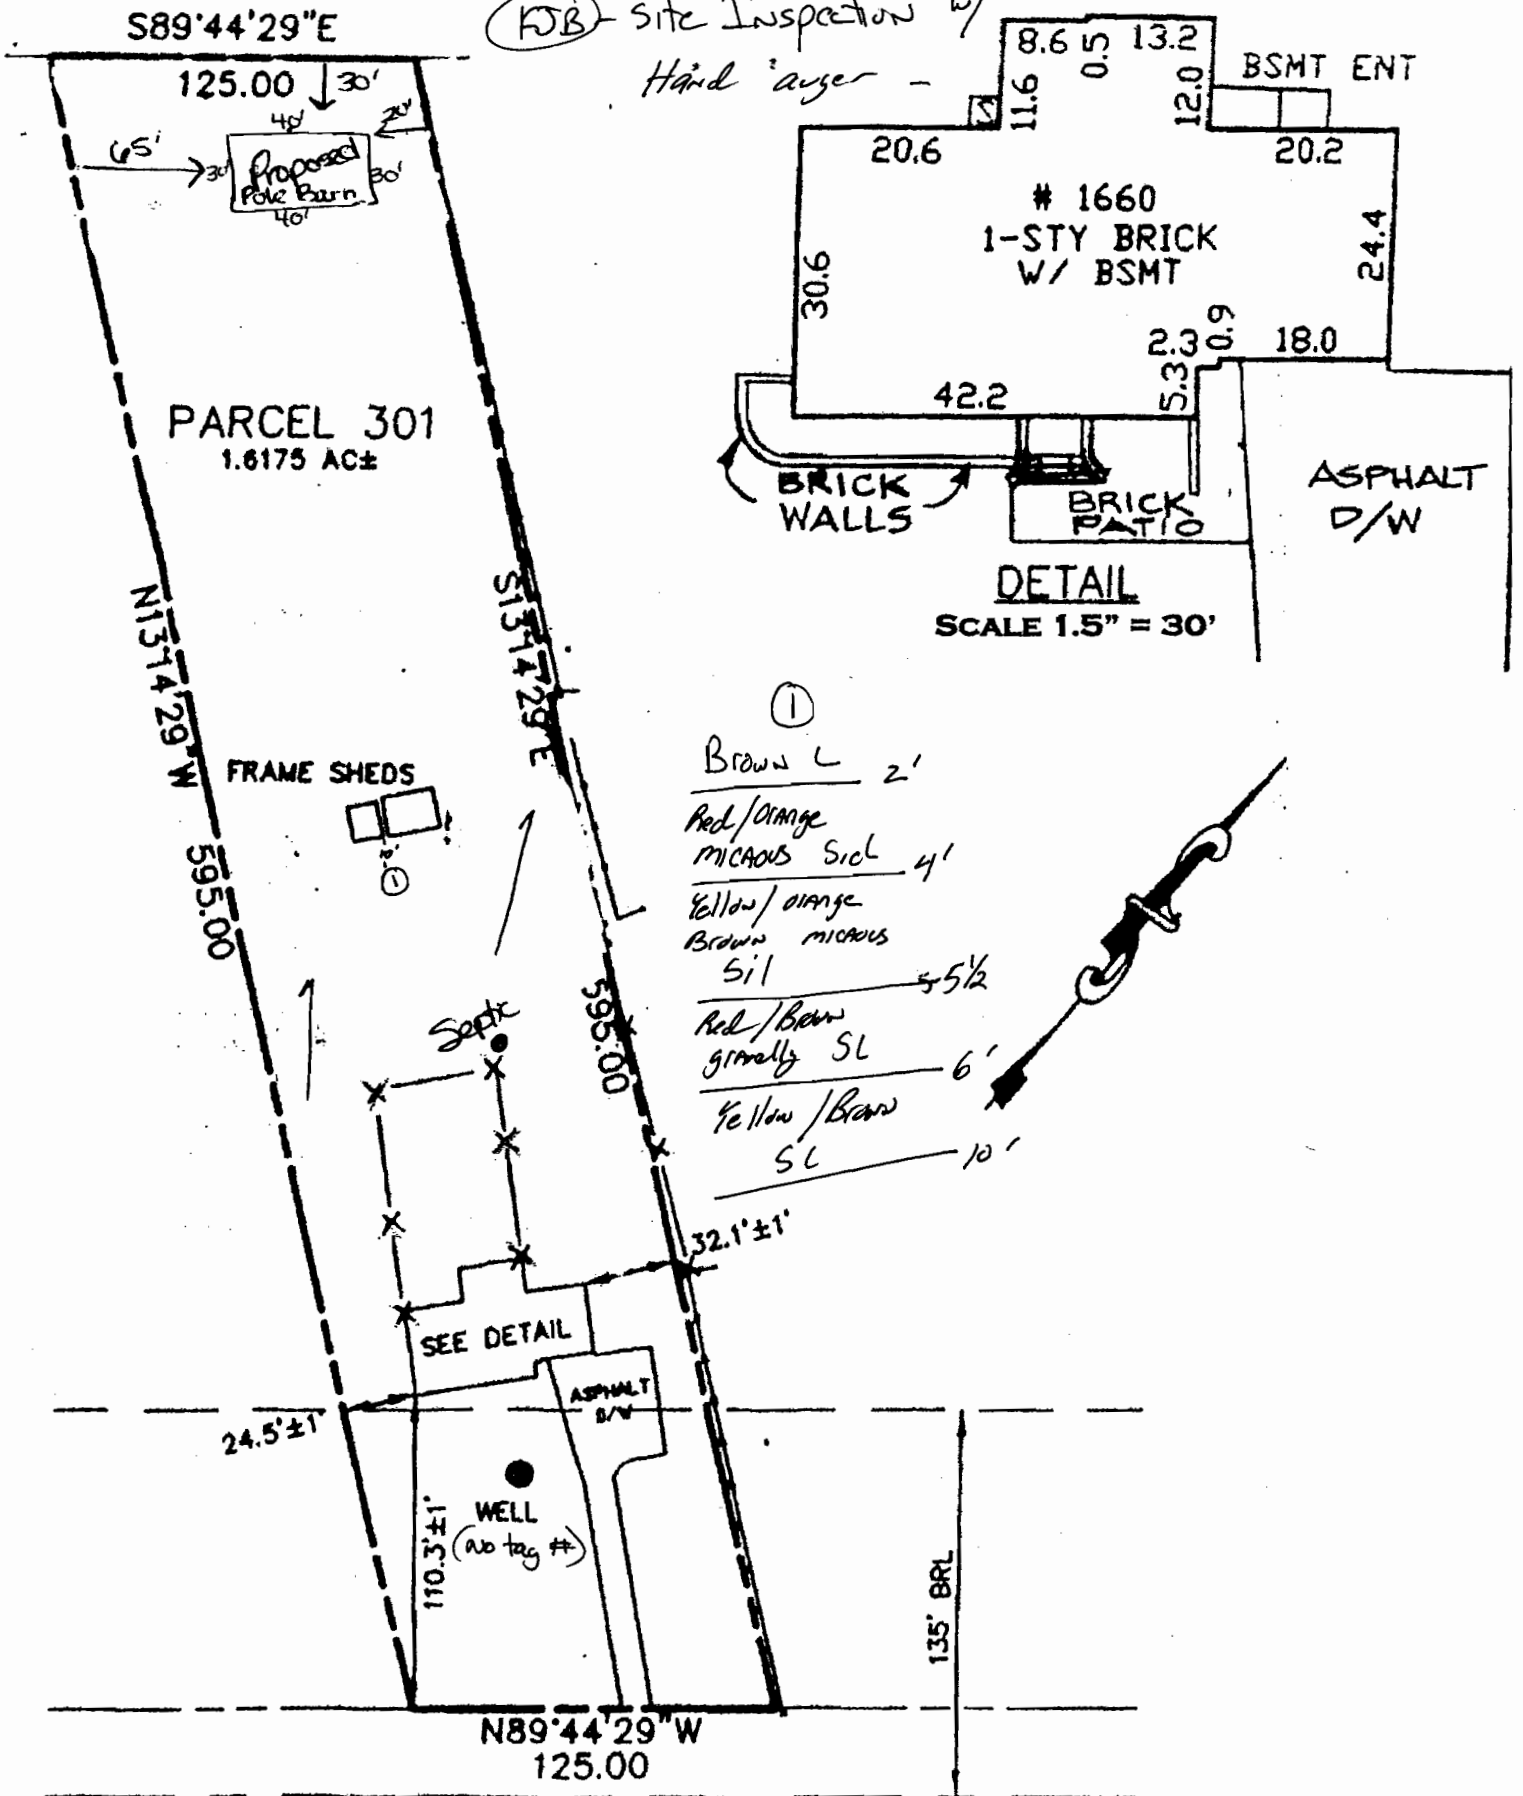 S89°44'29"E
125.00
30'
40'
20'
65'
30'
Proposed
Pole Barn
30'
40'
PARCEL 301
1.6175 AC±
N13°14'29"W
595.00
S13°14'29"E
595.00
FRAME SHEDS
10'
1
Septic
SEE DETAIL
32.1'±1'
24.5'±1'
ASPHALT
D/W
WELL
(no tag #)
110.3'±1'
N89°44'29"W
125.00
135' BRL
KJB - Site Inspection w/
Hand auger -
8.6
0.5
13.2
11.6
12.0
BSMT ENT
20.6
20.2
# 1660
1-STY BRICK
W/ BSMT
30.6
24.4
2.3
0.9
18.0
5.3
42.2
BRICK
WALLS
BRICK
PATIO
ASPHALT
D/W
DETAIL
SCALE 1.5" = 30'
1
Brown L 2'
Red/Orange
micaous SicL 4'
Yellow/orange
Brown micaous
Sil 5 1/2
Red/Brown
gravelly SL 6'
Yellow/Brown
SL 10'